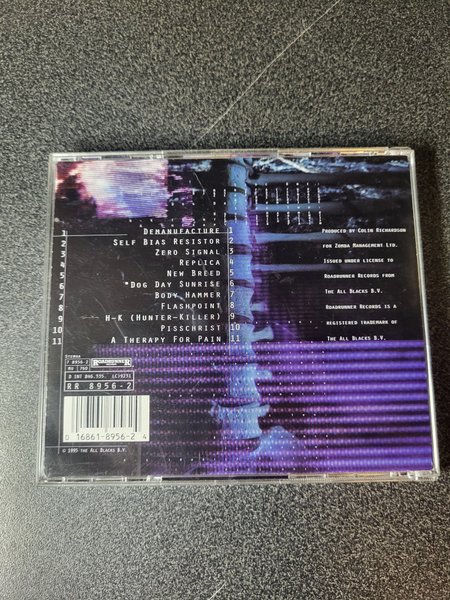 1 DEMANUFACTURE 1
2 SELF BIAS RESISTOR 2
3 ZERO SIGNAL 3
4 REPLICA 4
5 NEW BREED 5
6 *DOG DAY SUNRISE 6
7 BODY HAMMER 7
8 FLASHPOINT 8
9 H-K (HUNTER-KILLER) 9
10 PISSCHRIST 10
11 A THERAPY FOR PAIN 11
PRODUCED BY COLIN RICHARDSON
FOR ZOMBA MANAGEMENT LTD.
ISSUED UNDER LICENSE TO
ROADRUNNER RECORDS FROM
THE ALL BLACKS B.V.
ROADRUNNER RECORDS IS A
REGISTERED TRADEMARK OF
THE ALL BLACKS B.V.
STEMRA
8956-2
ROADRUNNER
RR 8956-2
0 16861-8956-2 4
© 1995 THE ALL BLACKS B.V.